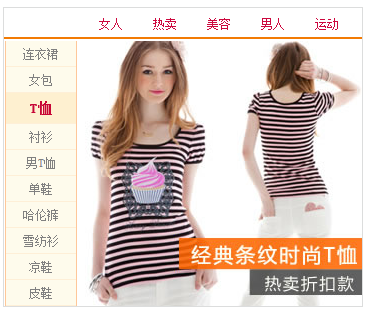 女人 热卖 美容 男人 运动
连衣裙
女包
T恤
衬衫
男T恤
单鞋
哈伦裤
雪纺衫
凉鞋
皮鞋
经典条纹时尚T恤
热卖折扣款